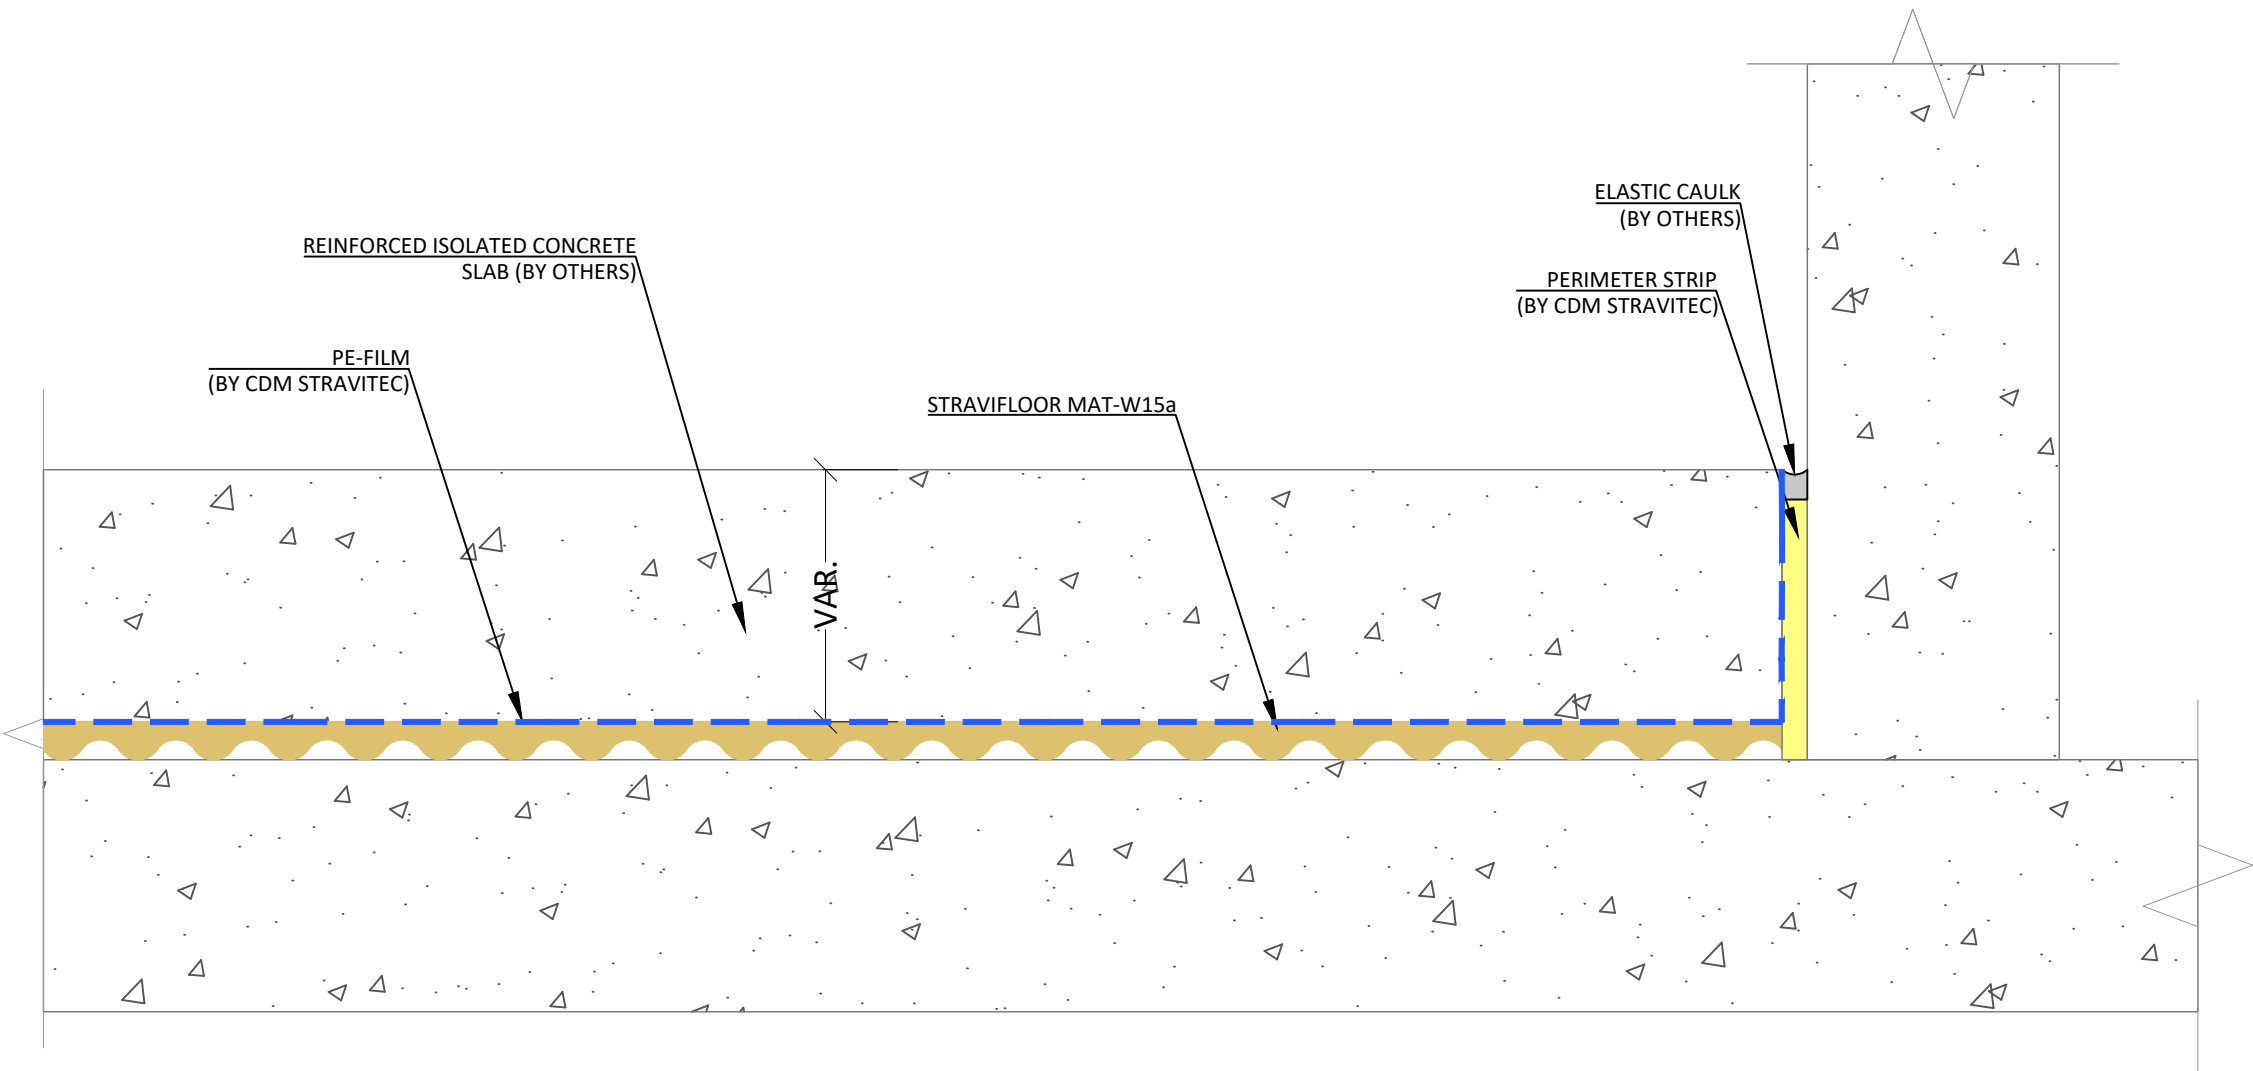 ELASTIC CAULK
(BY OTHERS)
REINFORCED ISOLATED CONCRETE
SLAB (BY OTHERS)
PERIMETER STRIP
(BY CDM STRAVITEC)
PE-FILM
(BY CDM STRAVITEC)
STRAVIFLOOR MAT-W15a
VAR.